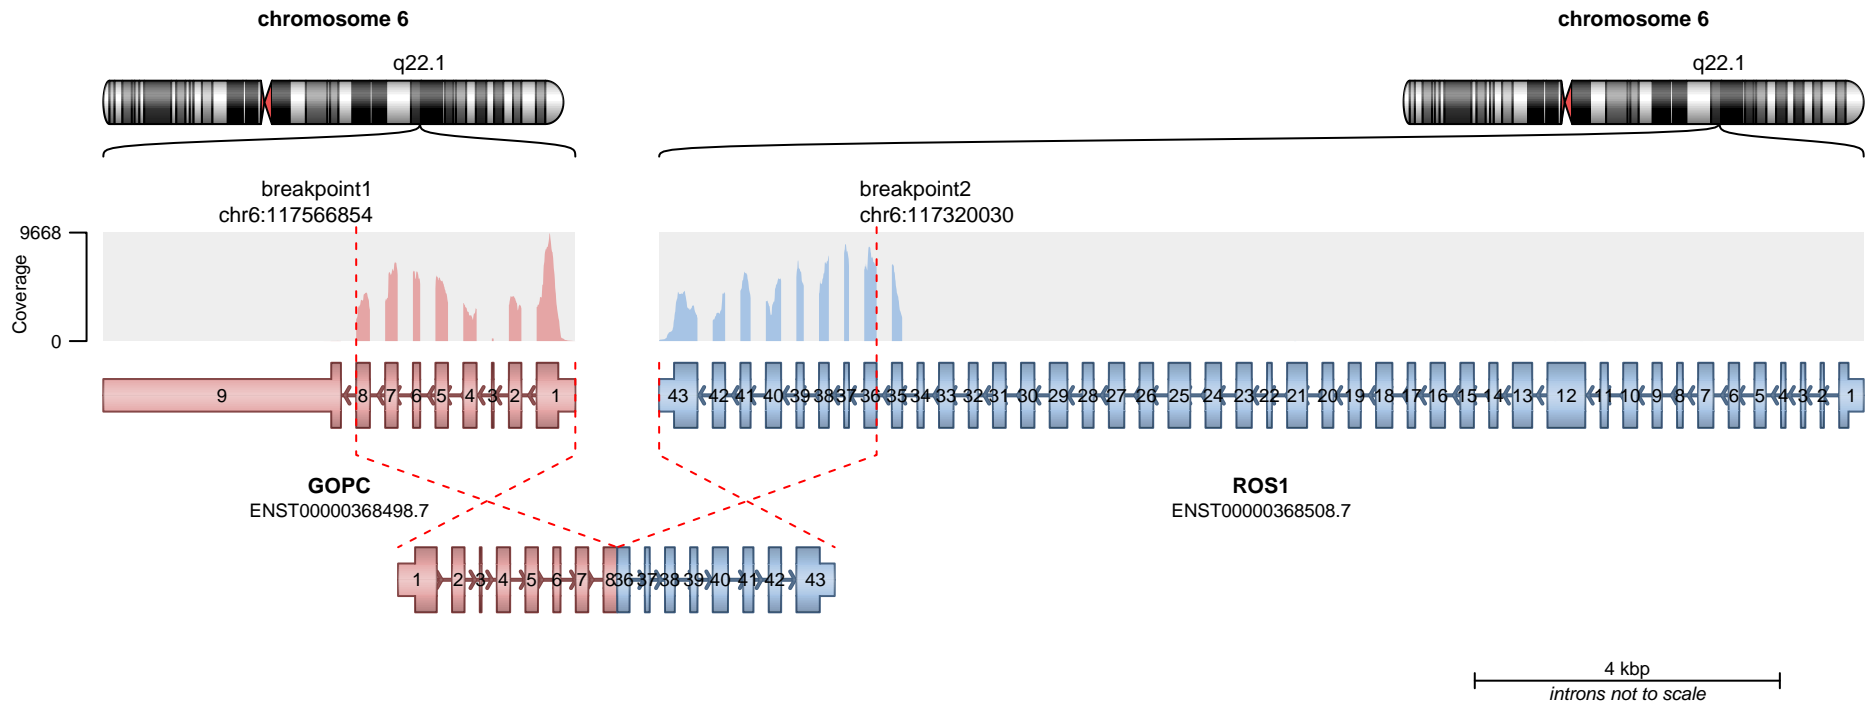 chromosome 6
chromosome 6
q22.1
q22.1
breakpoint1
chr6:117566854
breakpoint2
chr6:117320030
9668
Coverage
0
9 8 7 6 5 4 3 2 1
43 42 41 40 39 38 37 36 35 34 33 32 31 30 29 28 27 26 25 24 23 22 21 20 19 18 17 16 15 14 13 12 11 10 9 8 7 6 5 4 3 2 1
GOPC
ENST00000368498.7
ROS1
ENST00000368508.7
1 2 3 4 5 6 7 8 36 37 38 39 40 41 42 43
4 kbp
introns not to scale